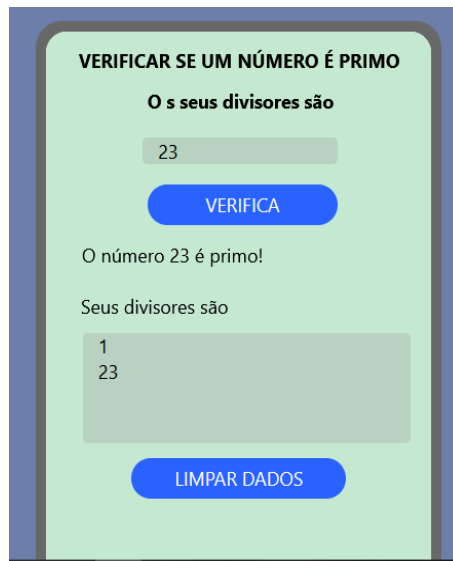 VERIFICAR SE UM NÚMERO É PRIMO
O s seus divisores são
23
VERIFICA
O número 23 é primo!
Seus divisores são
1
23
LIMPAR DADOS